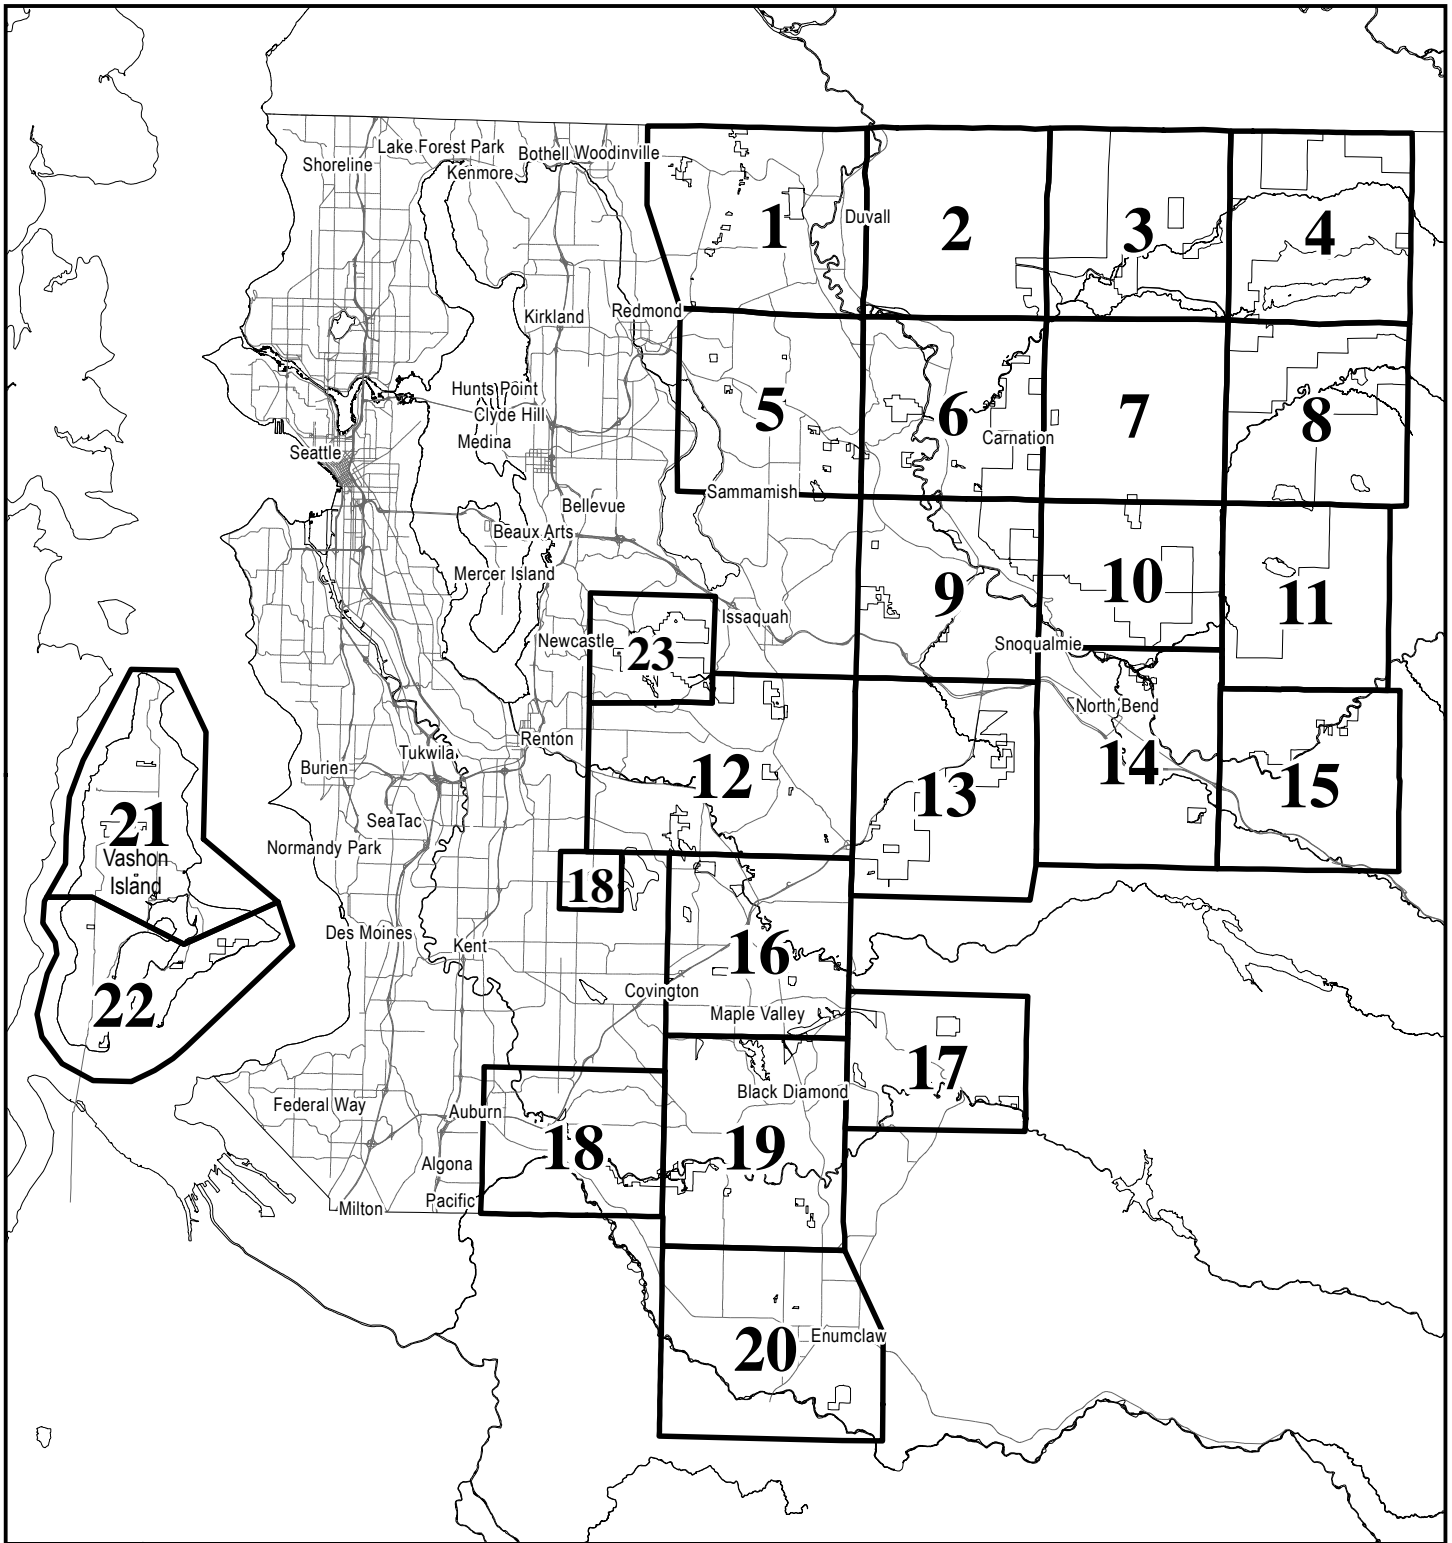 Lake Forest Park
Bothell
Woodinville
Shoreline
Kenmore
1
Duvall
2
3
4
Kirkland
Redmond
Hunts Point
Clyde Hill
Medina
Seattle
5
6
Carnation
7
8
Sammamish
Bellevue
Beaux Arts
Mercer Island
9
10
11
Issaquah
Newcastle
23
Snoqualmie
North Bend
Renton
Tukwila
Burien
12
13
14
15
SeaTac
21
Vashon
Island
Normandy Park
18
Des Moines
Kent
16
Covington
Maple Valley
22
17
Black Diamond
Federal Way
Auburn
18
19
Algona
Pacific
Milton
20
Enumclaw